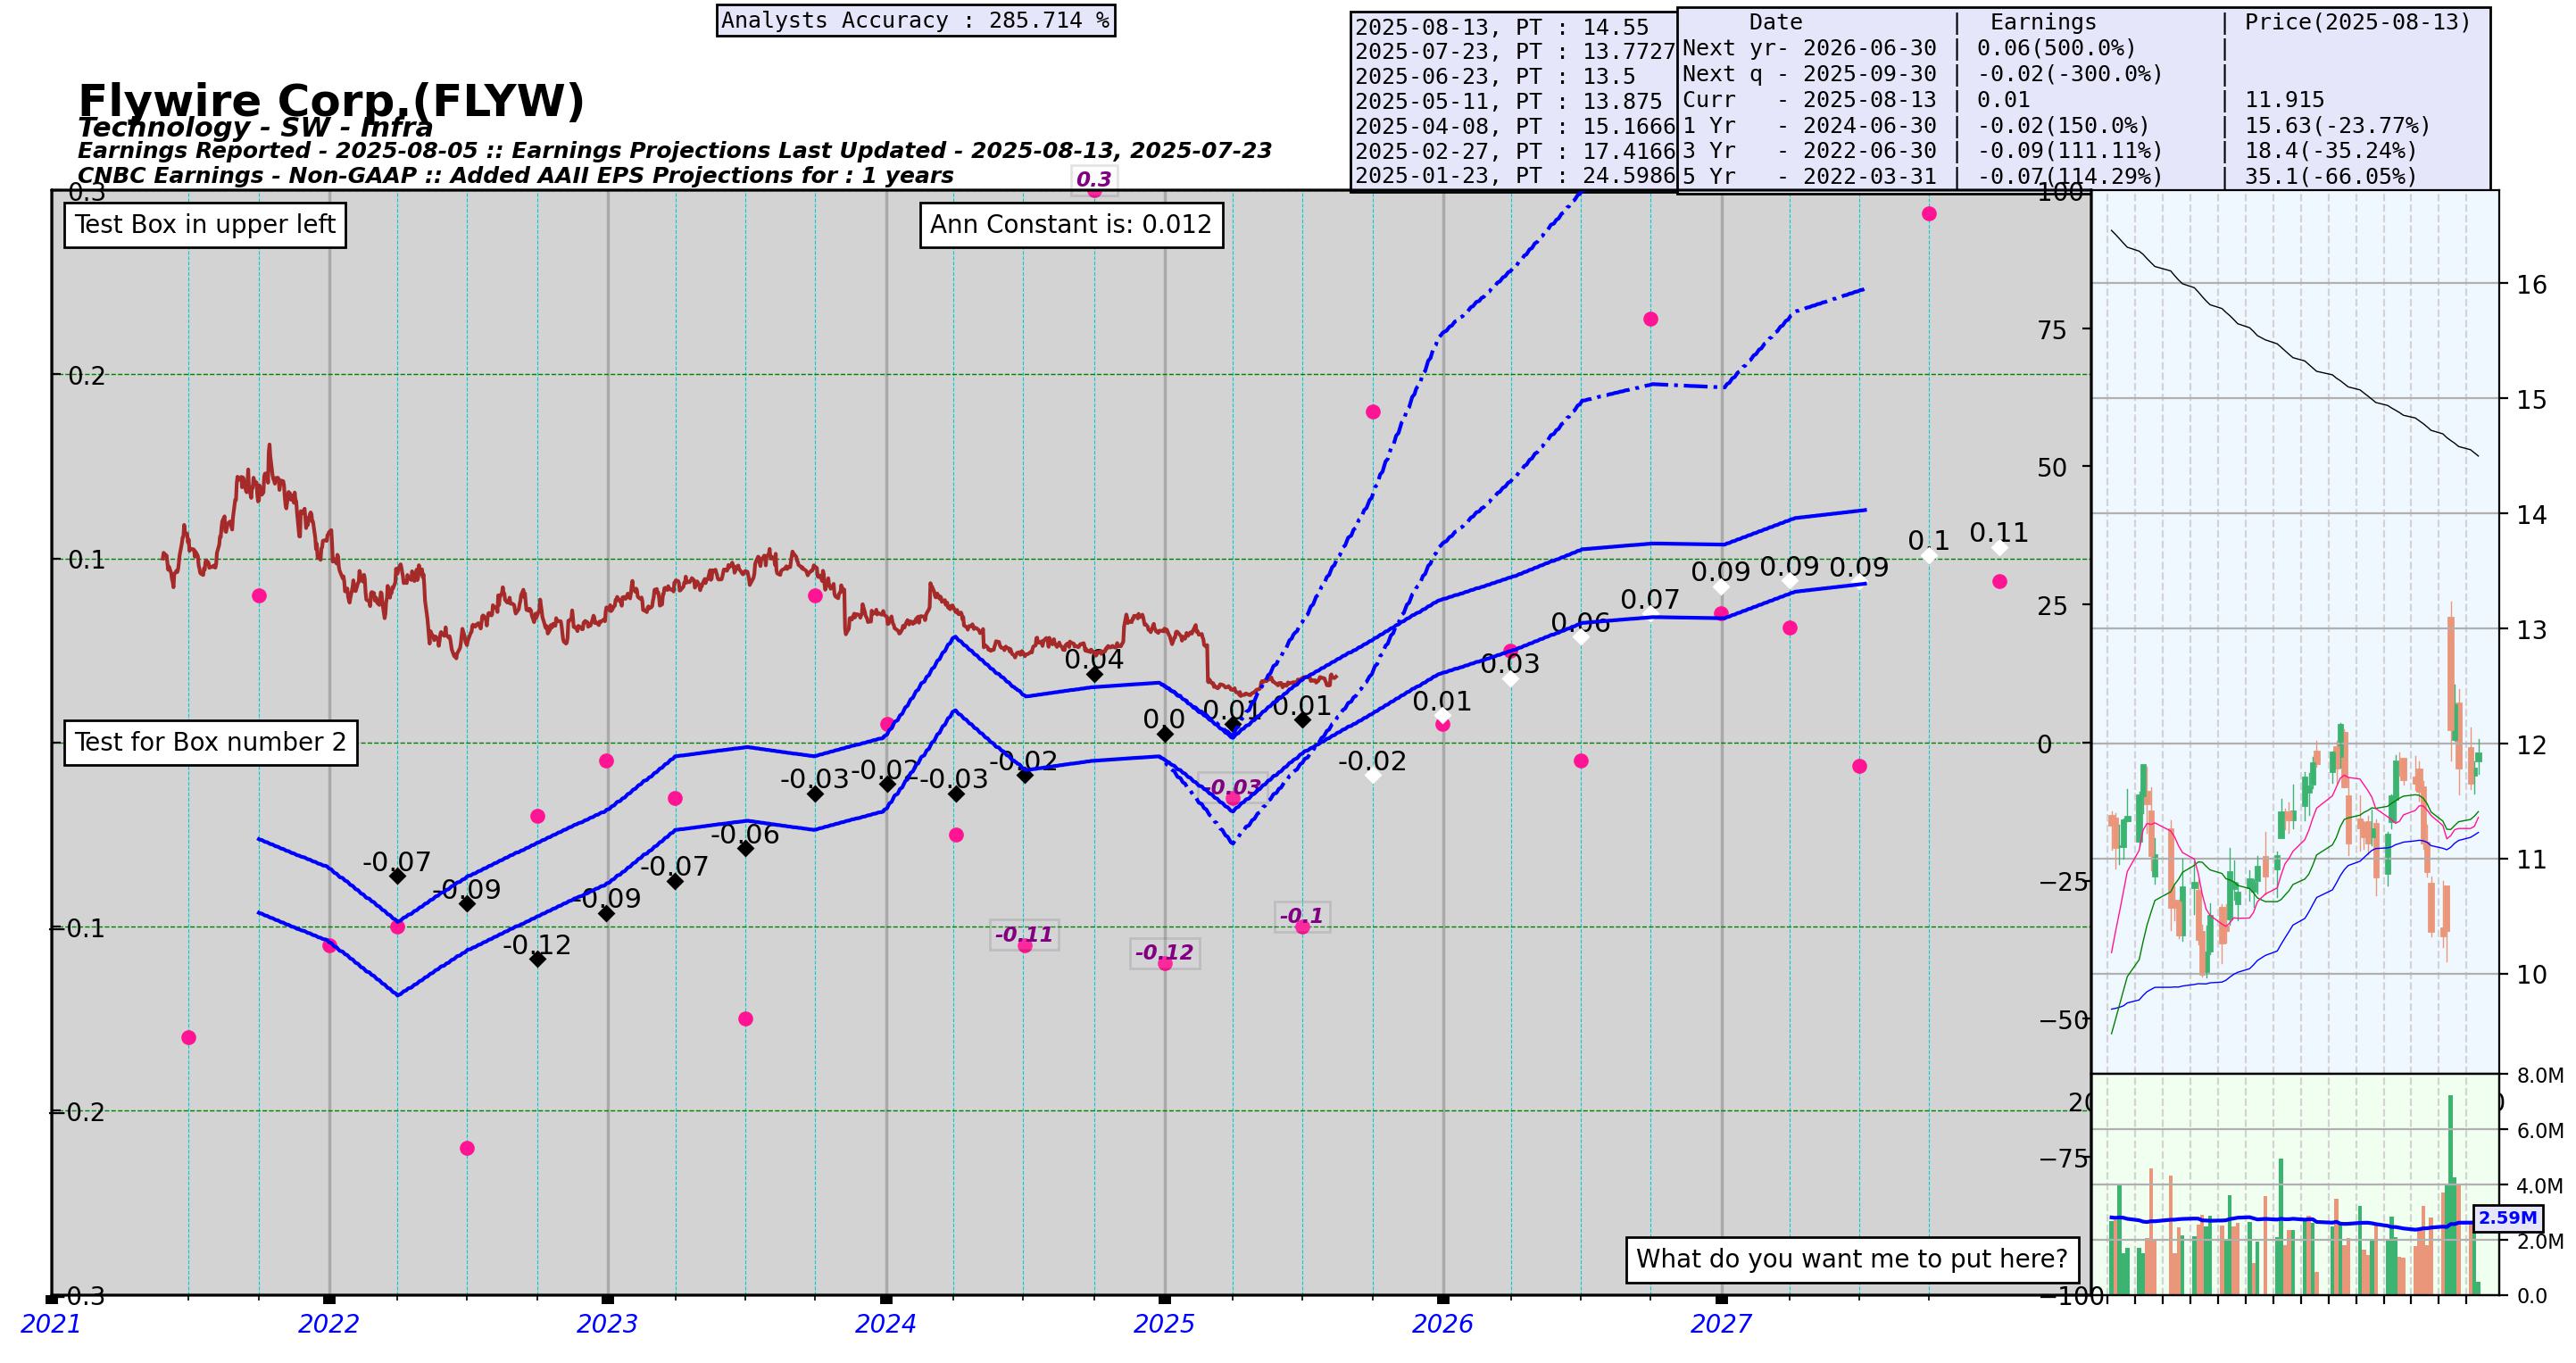 Analysts Accuracy : 285.714 %
2025-08-13, PT : 14.55
2025-07-23, PT : 13.7727
2025-06-23, PT : 13.5
2025-05-11, PT : 13.875
2025-04-08, PT : 15.1666
2025-02-27, PT : 17.4166
2025-01-23, PT : 24.5986
Date | Earnings | Price(2025-08-13)
Next yr- 2026-06-30 | 0.06(500.0%) |
Next q - 2025-09-30 | -0.02(-300.0%) |
Curr - 2025-08-13 | 0.01 | 11.915
1 Yr - 2024-06-30 | -0.02(150.0%) | 15.63(-23.77%)
3 Yr - 2022-06-30 | -0.09(111.11%) | 18.4(-35.24%)
5 Yr - 2022-03-31 | -0.07(114.29%) | 35.1(-66.05%)
Flywire Corp,(FLYW)
Technology - SW - Infra
Earnings Reported - 2025-08-05 :: Earnings Projections Last Updated - 2025-08-13, 2025-07-23
CNBC Earnings - Non-GAAP :: Added AAII EPS Projections for : 1 years
Test Box in upper left
Ann Constant is: 0.012
Test for Box number 2
What do you want me to put here?
0.3
0.2
0.1
-0.1
-0.2
-0.3
-0.07
-0.09
-0.12
-0.09
-0.07
-0.06
-0.03
-0.02
-0.03
-0.02
0.04
0.0
0.01
0.01
-0.02
0.01
0.03
0.06
0.07
0.09
0.09
0.09
0.1
0.11
0.3
-0.11
-0.12
-0.03
-0.1
100
75
50
25
0
−25
−50
−75
−100
16
15
14
13
12
11
10
8.0M
6.0M
4.0M
2.59M
2.0M
0.0
2021
2022
2023
2024
2025
2026
2027